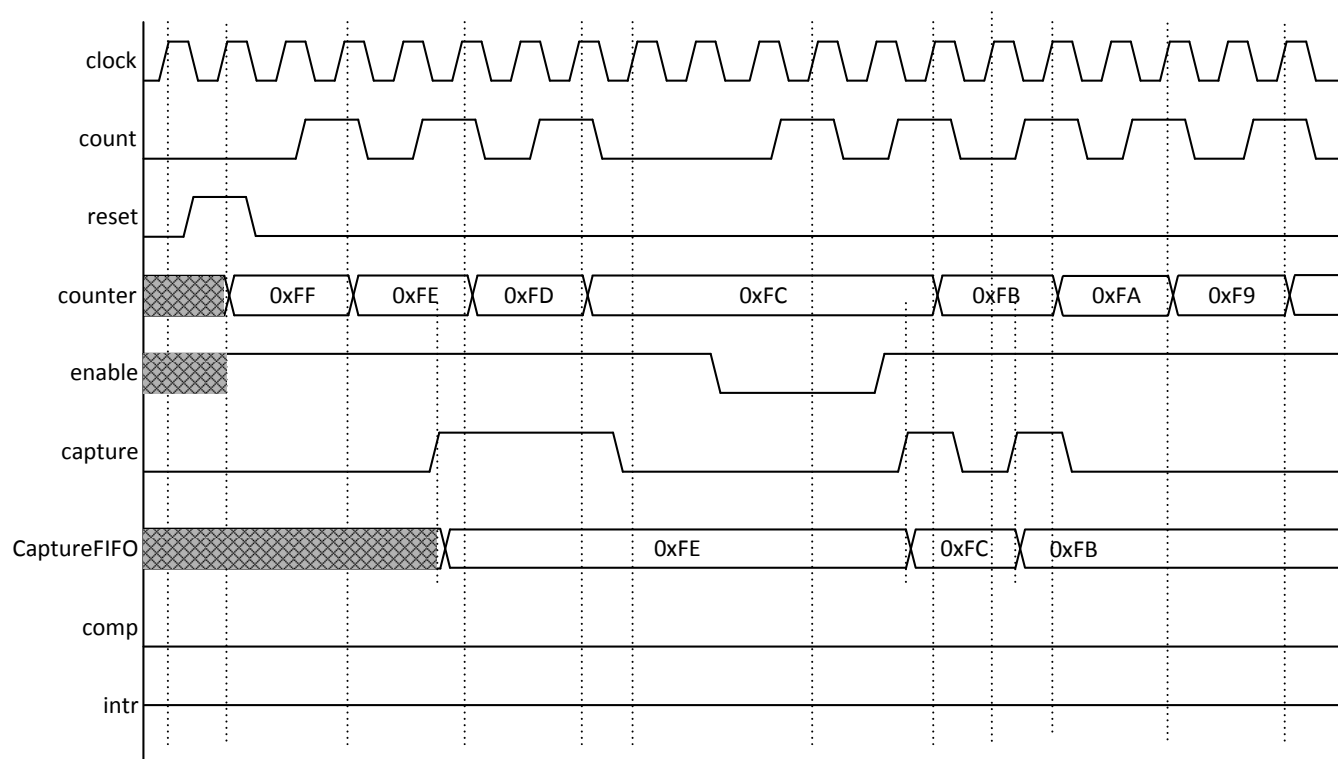 clock
count
reset
counter 0xFF 0xFE 0xFD 0xFC 0xFB 0xFA 0xF9
enable
capture
CaptureFIFO 0xFE 0xFC 0xFB
comp
intr